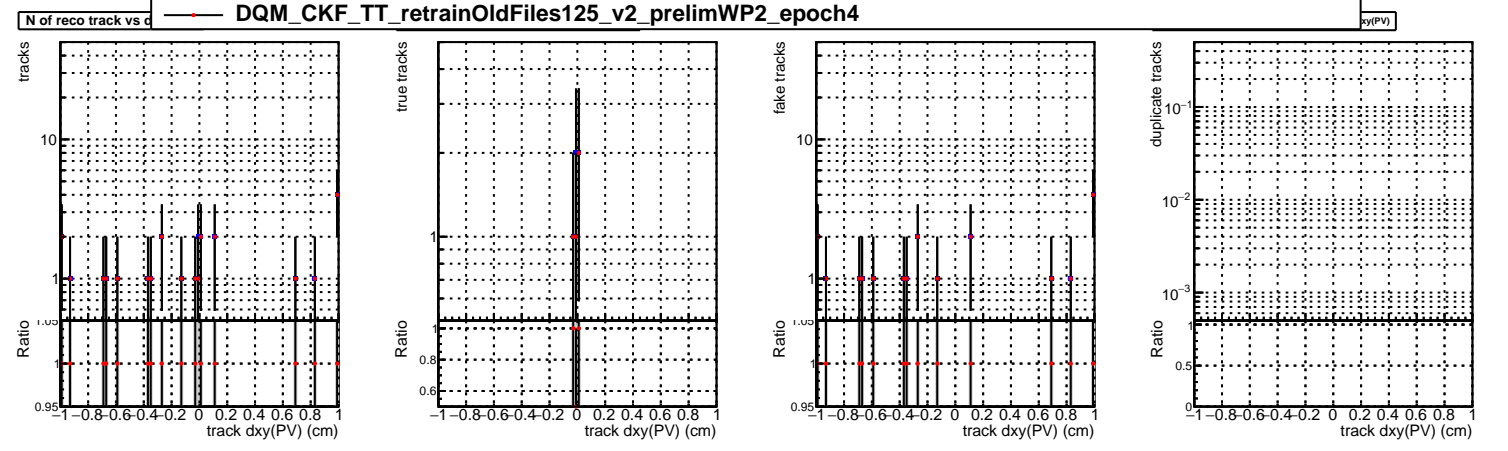 DQM_CKF_TT_retrainOldFiles125_v2_prelimWP2_epoch4
N of reco track vs d
xy(PV)
tracks
10
1
Ratio
1.05
1
0.95
−1 −0.8 −0.6 −0.4 −0.2 0 0.2 0.4 0.6 0.8 1
track dxy(PV) (cm)
true tracks
1
Ratio
1
0.8
0.6
−1 −0.8 −0.6 −0.4 −0.2 0 0.2 0.4 0.6 0.8 1
track dxy(PV) (cm)
fake tracks
10
1
Ratio
1.05
1
0.95
−1 −0.8 −0.6 −0.4 −0.2 0 0.2 0.4 0.6 0.8 1
track dxy(PV) (cm)
duplicate tracks
10−1
10−2
10−3
Ratio
1
0.5
0
−1 −0.8 −0.6 −0.4 −0.2 0 0.2 0.4 0.6 0.8 1
track dxy(PV) (cm)